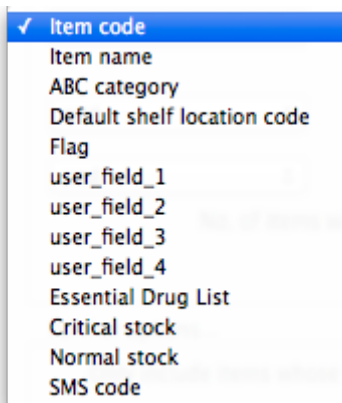 ✓ Item code
Item name
ABC category
Default shelf location code
Flag
user_field_1
user_field_2
user_field_3
user_field_4
Essential Drug List
Critical stock
Normal stock
SMS code